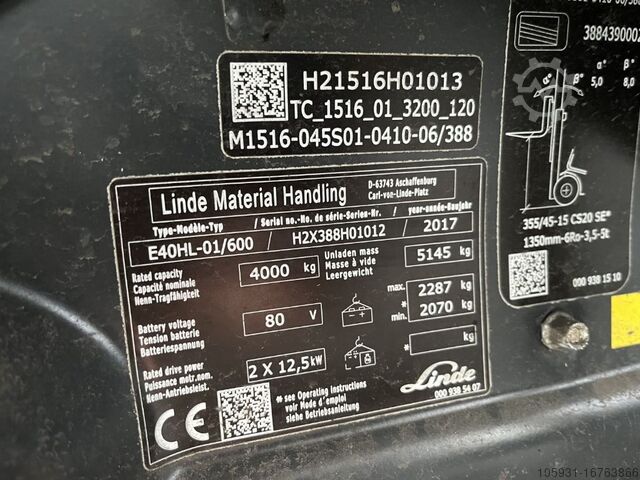 H21516H01013
TC_1516_01_3200_120
M1516-045S01-0410-06/388
3884390002
α° β° α° β°
5,0 8,0
355/45-15 CS20 SE*
1350mm-6Ro-3,5-5t
000 938 15 10
Linde Material Handling
D-63743 Aschaffenburg
Carl-von-Linde-Platz
Type-Modèle-Typ / Serial no.-No. de série-Serien-Nr. / year-année-Baujahr
E40HL-01/600 / H2X388H01012 / 2017
Rated capacity
Capacité nominale
Nenn-Tragfähigkeit
4000 kg
Unladen mass
Masse à vide
Leergewicht
5145 kg
Battery voltage
Tension batterie
Batteriespannung
80 V
max. 2287 kg
* min. 2070 kg
Rated drive power
Puissance motr.nom.
Nenn-Antriebsleist.
2 X 12,5 kW
* kg
* see Operating instructions
voir Mode d'emploi
siehe Betriebsanleitung
Linde
000 938 54 07
105931-16763866